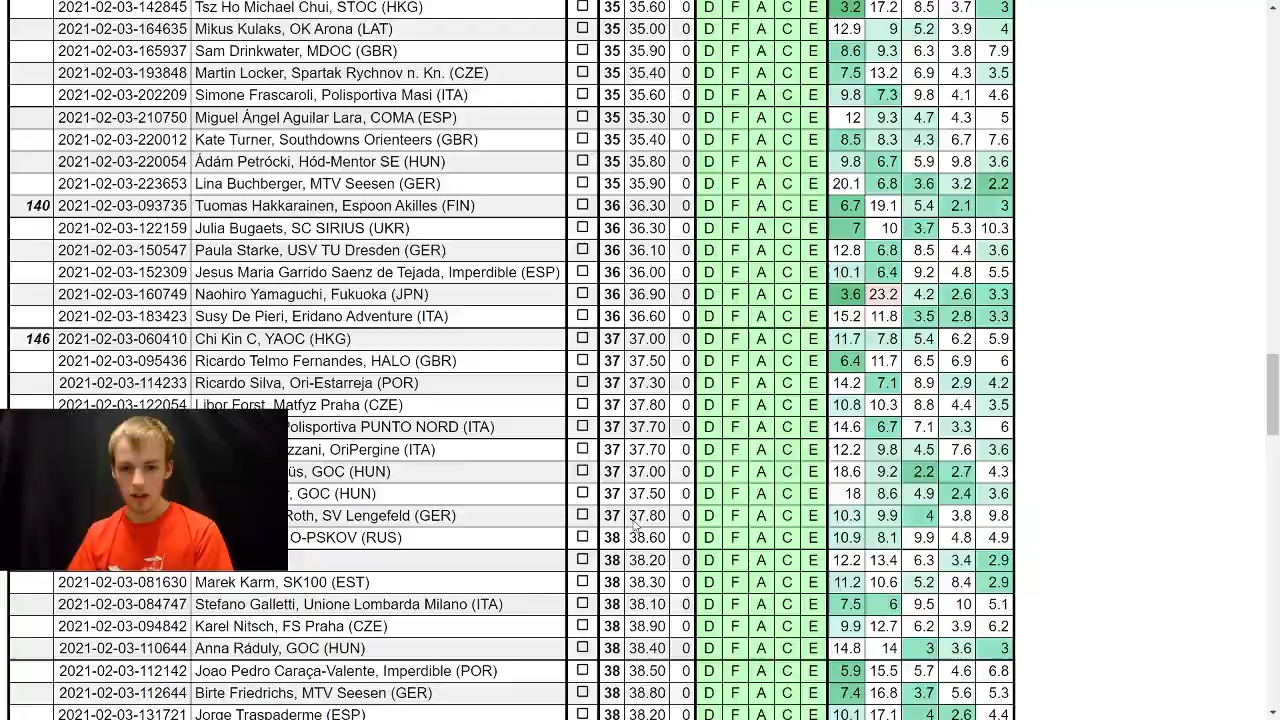 2021-02-03-142845 Tsz Ho Michael Chui, STOC (HKG) 35 35.60 0 D F A C E 3.2 17.2 8.5 3.7 3
2021-02-03-164635 Mikus Kulaks, OK Arona (LAT) 35 35.00 0 D F A C E 12.9 9 5.2 3.9 4
2021-02-03-165937 Sam Drinkwater, MDOC (GBR) 35 35.90 0 D F A C E 8.6 9.3 6.3 3.8 7.9
2021-02-03-193848 Martin Locker, Spartak Rychnov n. Kn. (CZE) 35 35.40 0 D F A C E 7.5 13.2 6.9 4.3 3.5
2021-02-03-202209 Simone Frascaroli, Polisportiva Masi (ITA) 35 35.60 0 D F A C E 9.8 7.3 9.8 4.1 4.6
2021-02-03-210750 Miguel Ángel Aguilar Lara, COMA (ESP) 35 35.30 0 D F A C E 12 9.3 4.7 4.3 5
2021-02-03-220012 Kate Turner, Southdowns Orienteers (GBR) 35 35.40 0 D F A C E 8.5 8.3 4.3 6.7 7.6
2021-02-03-220054 Ádám Petrócki, Hód-Mentor SE (HUN) 35 35.80 0 D F A C E 9.8 6.7 5.9 9.8 3.6
2021-02-03-223653 Lina Buchberger, MTV Seesen (GER) 35 35.90 0 D F A C E 20.1 6.8 3.6 3.2 2.2
140 2021-02-03-093735 Tuomas Hakkarainen, Espoon Akilles (FIN) 36 36.30 0 D F A C E 6.7 19.1 5.4 2.1 3
2021-02-03-122159 Julia Bugaets, SC SIRIUS (UKR) 36 36.30 0 D F A C E 7 10 3.7 5.3 10.3
2021-02-03-150547 Paula Starke, USV TU Dresden (GER) 36 36.10 0 D F A C E 12.8 6.8 8.5 4.4 3.6
2021-02-03-152309 Jesus Maria Garrido Saenz de Tejada, Imperdible (ESP) 36 36.00 0 D F A C E 10.1 6.4 9.2 4.8 5.5
2021-02-03-160749 Naohiro Yamaguchi, Fukuoka (JPN) 36 36.90 0 D F A C E 3.6 23.2 4.2 2.6 3.3
2021-02-03-183423 Susy De Pieri, Eridano Adventure (ITA) 36 36.60 0 D F A C E 15.2 11.8 3.5 2.8 3.3
146 2021-02-03-060410 Chi Kin C, YAOC (HKG) 37 37.00 0 D F A C E 11.7 7.8 5.4 6.2 5.9
2021-02-03-095436 Ricardo Telmo Fernandes, HALO (GBR) 37 37.50 0 D F A C E 6.4 11.7 6.5 6.9 6
2021-02-03-114233 Ricardo Silva, Ori-Estarreja (POR) 37 37.30 0 D F A C E 14.2 7.1 8.9 2.9 4.2
2021-02-03-122054 Libor Forst, Matfyz Praha (CZE) 37 37.80 0 D F A C E 10.8 10.3 8.8 4.4 3.5
Polisportiva PUNTO NORD (ITA) 37 37.70 0 D F A C E 14.6 6.7 7.1 3.3 6
zzani, OriPergine (ITA) 37 37.70 0 D F A C E 12.2 9.8 4.5 7.6 3.6
üs, GOC (HUN) 37 37.00 0 D F A C E 18.6 9.2 2.2 2.7 4.3
, GOC (HUN) 37 37.50 0 D F A C E 18 8.6 4.9 2.4 3.6
Roth, SV Lengefeld (GER) 37 37.80 0 D F A C E 10.3 9.9 4 3.8 9.8
O-PSKOV (RUS) 38 38.60 0 D F A C E 10.9 8.1 9.9 4.8 4.9
38 38.20 0 D F A C E 12.2 13.4 6.3 3.4 2.9
2021-02-03-081630 Marek Karm, SK100 (EST) 38 38.30 0 D F A C E 11.2 10.6 5.2 8.4 2.9
2021-02-03-084747 Stefano Galletti, Unione Lombarda Milano (ITA) 38 38.10 0 D F A C E 7.5 6 9.5 10 5.1
2021-02-03-094842 Karel Nitsch, FS Praha (CZE) 38 38.90 0 D F A C E 9.9 12.7 6.2 3.9 6.2
2021-02-03-110644 Anna Ráduly, GOC (HUN) 38 38.40 0 D F A C E 14.8 14 3 3.6 3
2021-02-03-112142 Joao Pedro Caraça-Valente, Imperdible (POR) 38 38.50 0 D F A C E 5.9 15.5 5.7 4.6 6.8
2021-02-03-112644 Birte Friedrichs, MTV Seesen (GER) 38 38.80 0 D F A C E 7.4 16.8 3.7 5.6 5.3
2021-02-03-131721 Jorge Traspaderme (ESP) 38 38.20 0 D F A C E 10.1 17.1 4 2.6 4.4